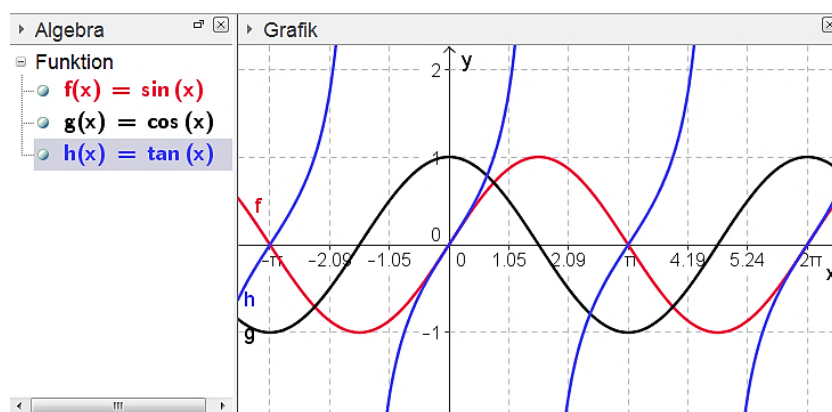 Algebra
Funktion
f(x) = sin (x)
g(x) = cos (x)
h(x) = tan (x)
Grafik
y
2
1
0
-π -2.09 -1.05 0 1.05 2.09 π 4.19 5.24 2π
x
-1
f
h
g